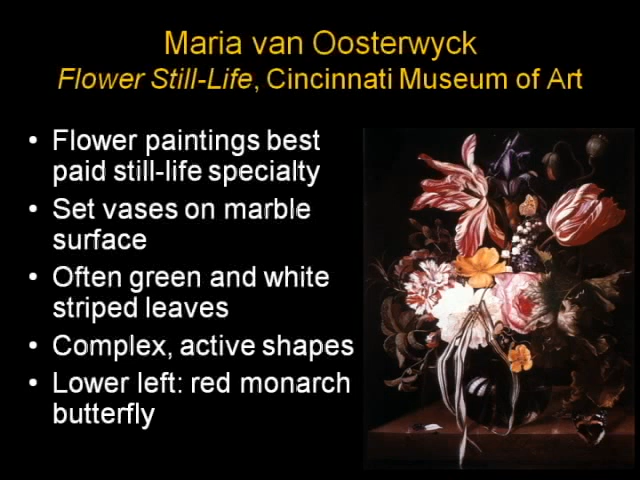 Maria van Oosterwyck
Flower Still-Life, Cincinnati Museum of Art
• Flower paintings best
paid still-life specialty
• Set vases on marble
surface
• Often green and white
striped leaves
• Complex, active shapes
• Lower left: red monarch
butterfly